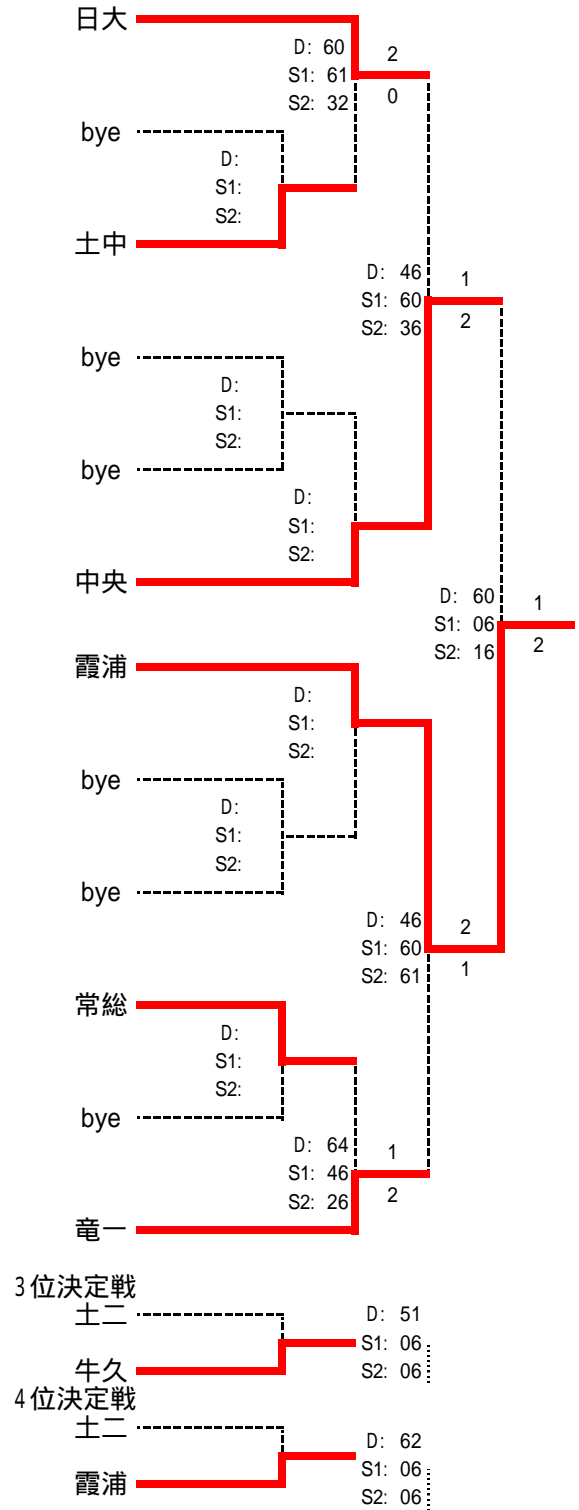 日大
D: 60 2
S1: 61
S2: 32 0
bye
D:
S1:
S2:
土中
D: 46 1
S1: 60
S2: 36 2
bye
D:
S1:
S2:
bye
D:
S1:
S2:
中央
D: 60 1
S1: 06
S2: 16 2
霞浦
D:
S1:
S2:
bye
D:
S1:
S2:
bye
D: 46 2
S1: 60
S2: 61 1
常総
D:
S1:
S2:
bye
D: 64 1
S1: 46
S2: 26 2
竜一
3位決定戦
土二 D: 51
S1: 06
牛久 S2: 06
4位決定戦
土二 D: 62
S1: 06
霞浦 S2: 06